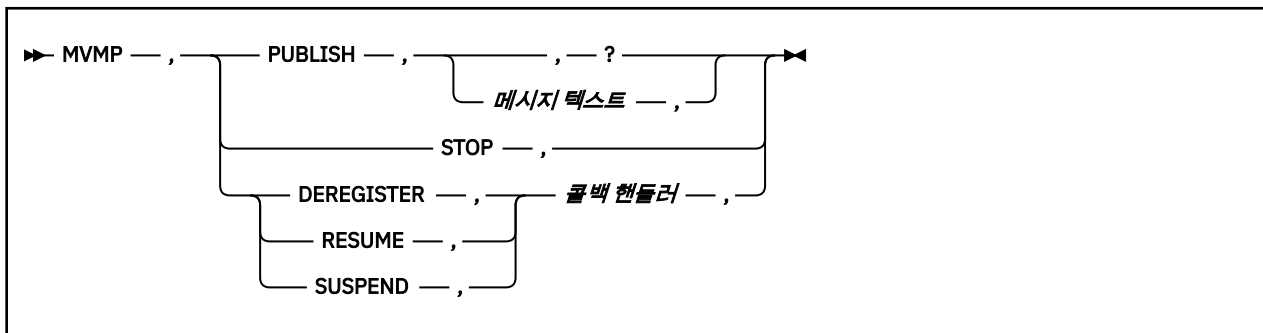 MVMP , PUBLISH , , ?
메시지 텍스트 ,
STOP ,
DEREGISTER , 콜백 핸들러 ,
RESUME ,
SUSPEND ,